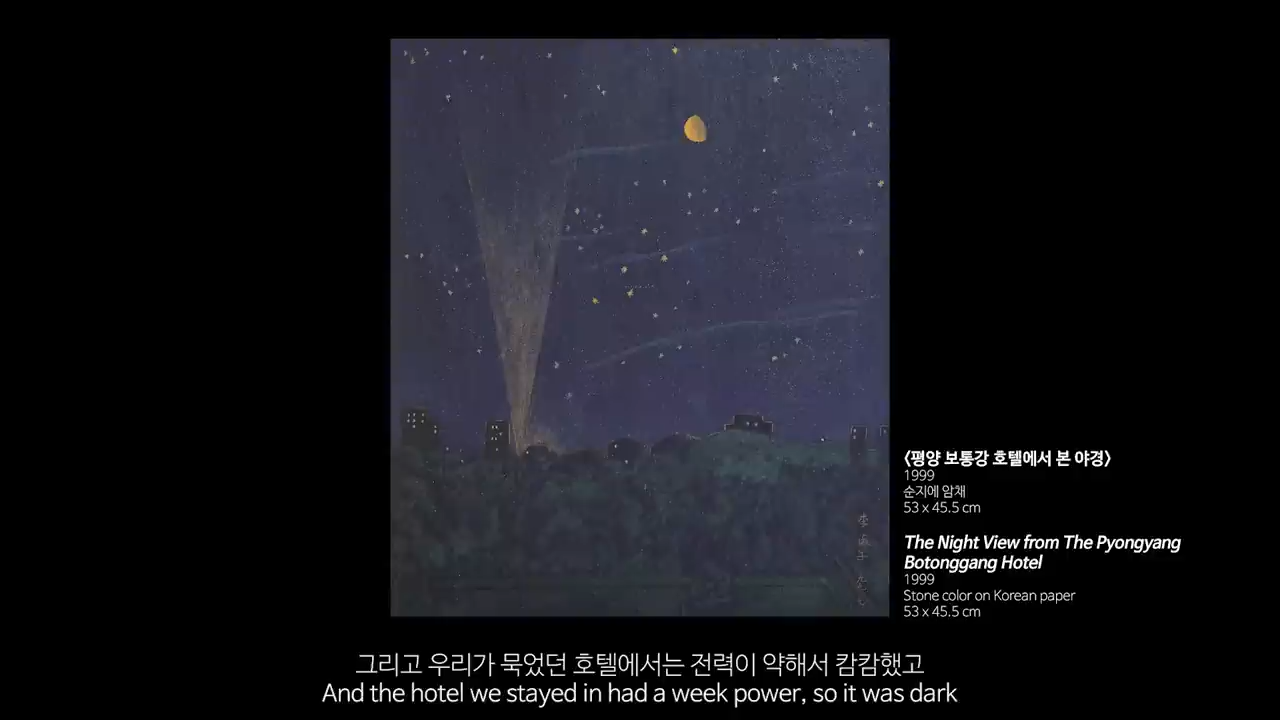 〈평양 보통강 호텔에서 본 야경〉
1999
순지에 암채
53 x 45.5 cm
The Night View from The Pyongyang
Botonggang Hotel
1999
Stone color on Korean paper
53 x 45.5 cm
그리고 우리가 묵었던 호텔에서는 전력이 약해서 캄캄했고
And the hotel we stayed in had a week power, so it was dark